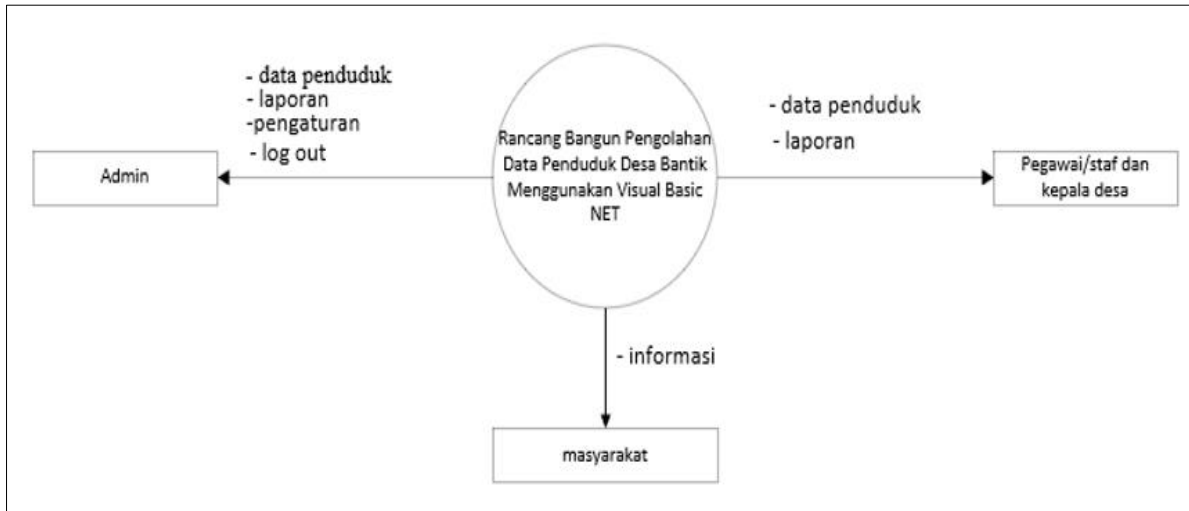 - data penduduk
- laporan
-pengaturan
- log out
Admin
Rancang Bangun Pengolahan
Data Penduduk Desa Bantik
Menggunakan Visual Basic
NET
- data penduduk
- laporan
Pegawai/staf dan
kepala desa
- informasi
masyarakat